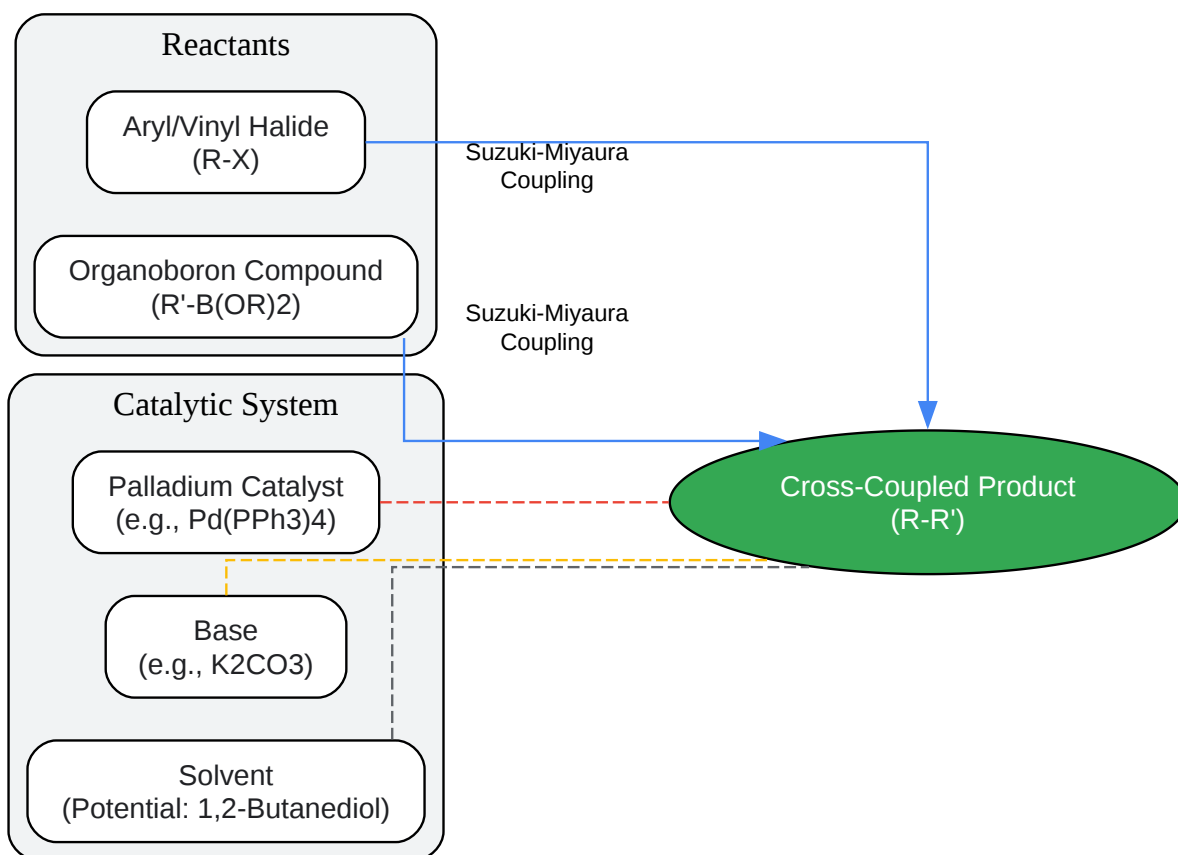 Reactants
Aryl/Vinyl Halide
(R-X)
Suzuki-Miyaura
Coupling
Organoboron Compound
(R'-B(OR)2)
Suzuki-Miyaura
Coupling
Catalytic System
Palladium Catalyst
(e.g., Pd(PPh3)4)
Cross-Coupled Product
(R-R')
Base
(e.g., K2CO3)
Solvent
(Potential: 1,2-Butanediol)